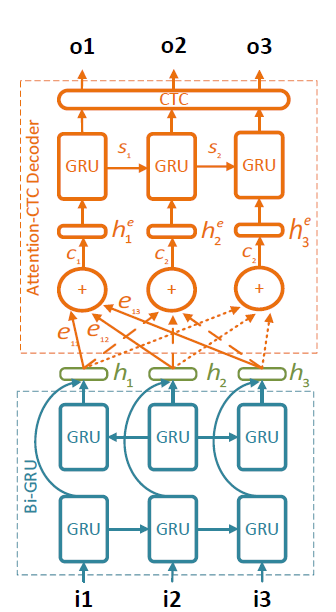 o1 o2 o3
CTC
GRU GRU GRU
s₁ s₂
h₁ᵉ h₂ᵉ h₃ᵉ
c₁ c₂ c₂
+ + +
e₁₁ e₁₂ e₁₃
h₁ h₂ h₃
GRU GRU GRU
GRU GRU GRU
i1 i2 i3
Attention-CTC Decoder
Bi-GRU